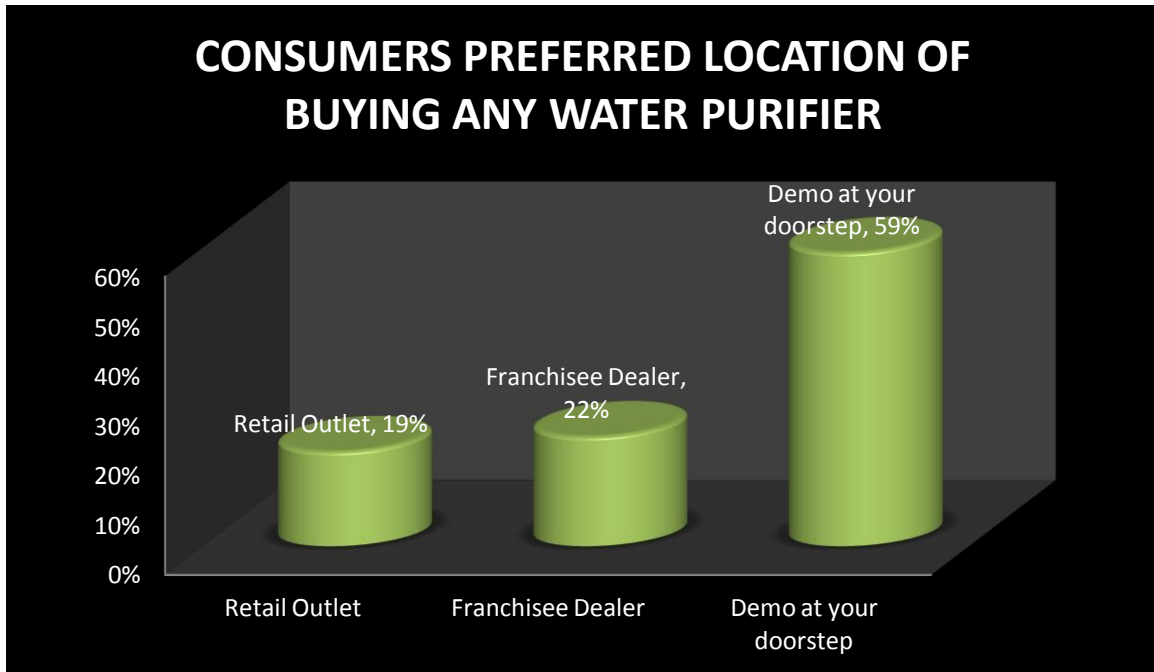 CONSUMERS PREFERRED LOCATION OF
BUYING ANY WATER PURIFIER
Demo at your
doorstep, 59%
Franchisee Dealer,
22%
Retail Outlet, 19%
60%
50%
40%
30%
20%
10%
0%
Retail Outlet
Franchisee Dealer
Demo at your
doorstep